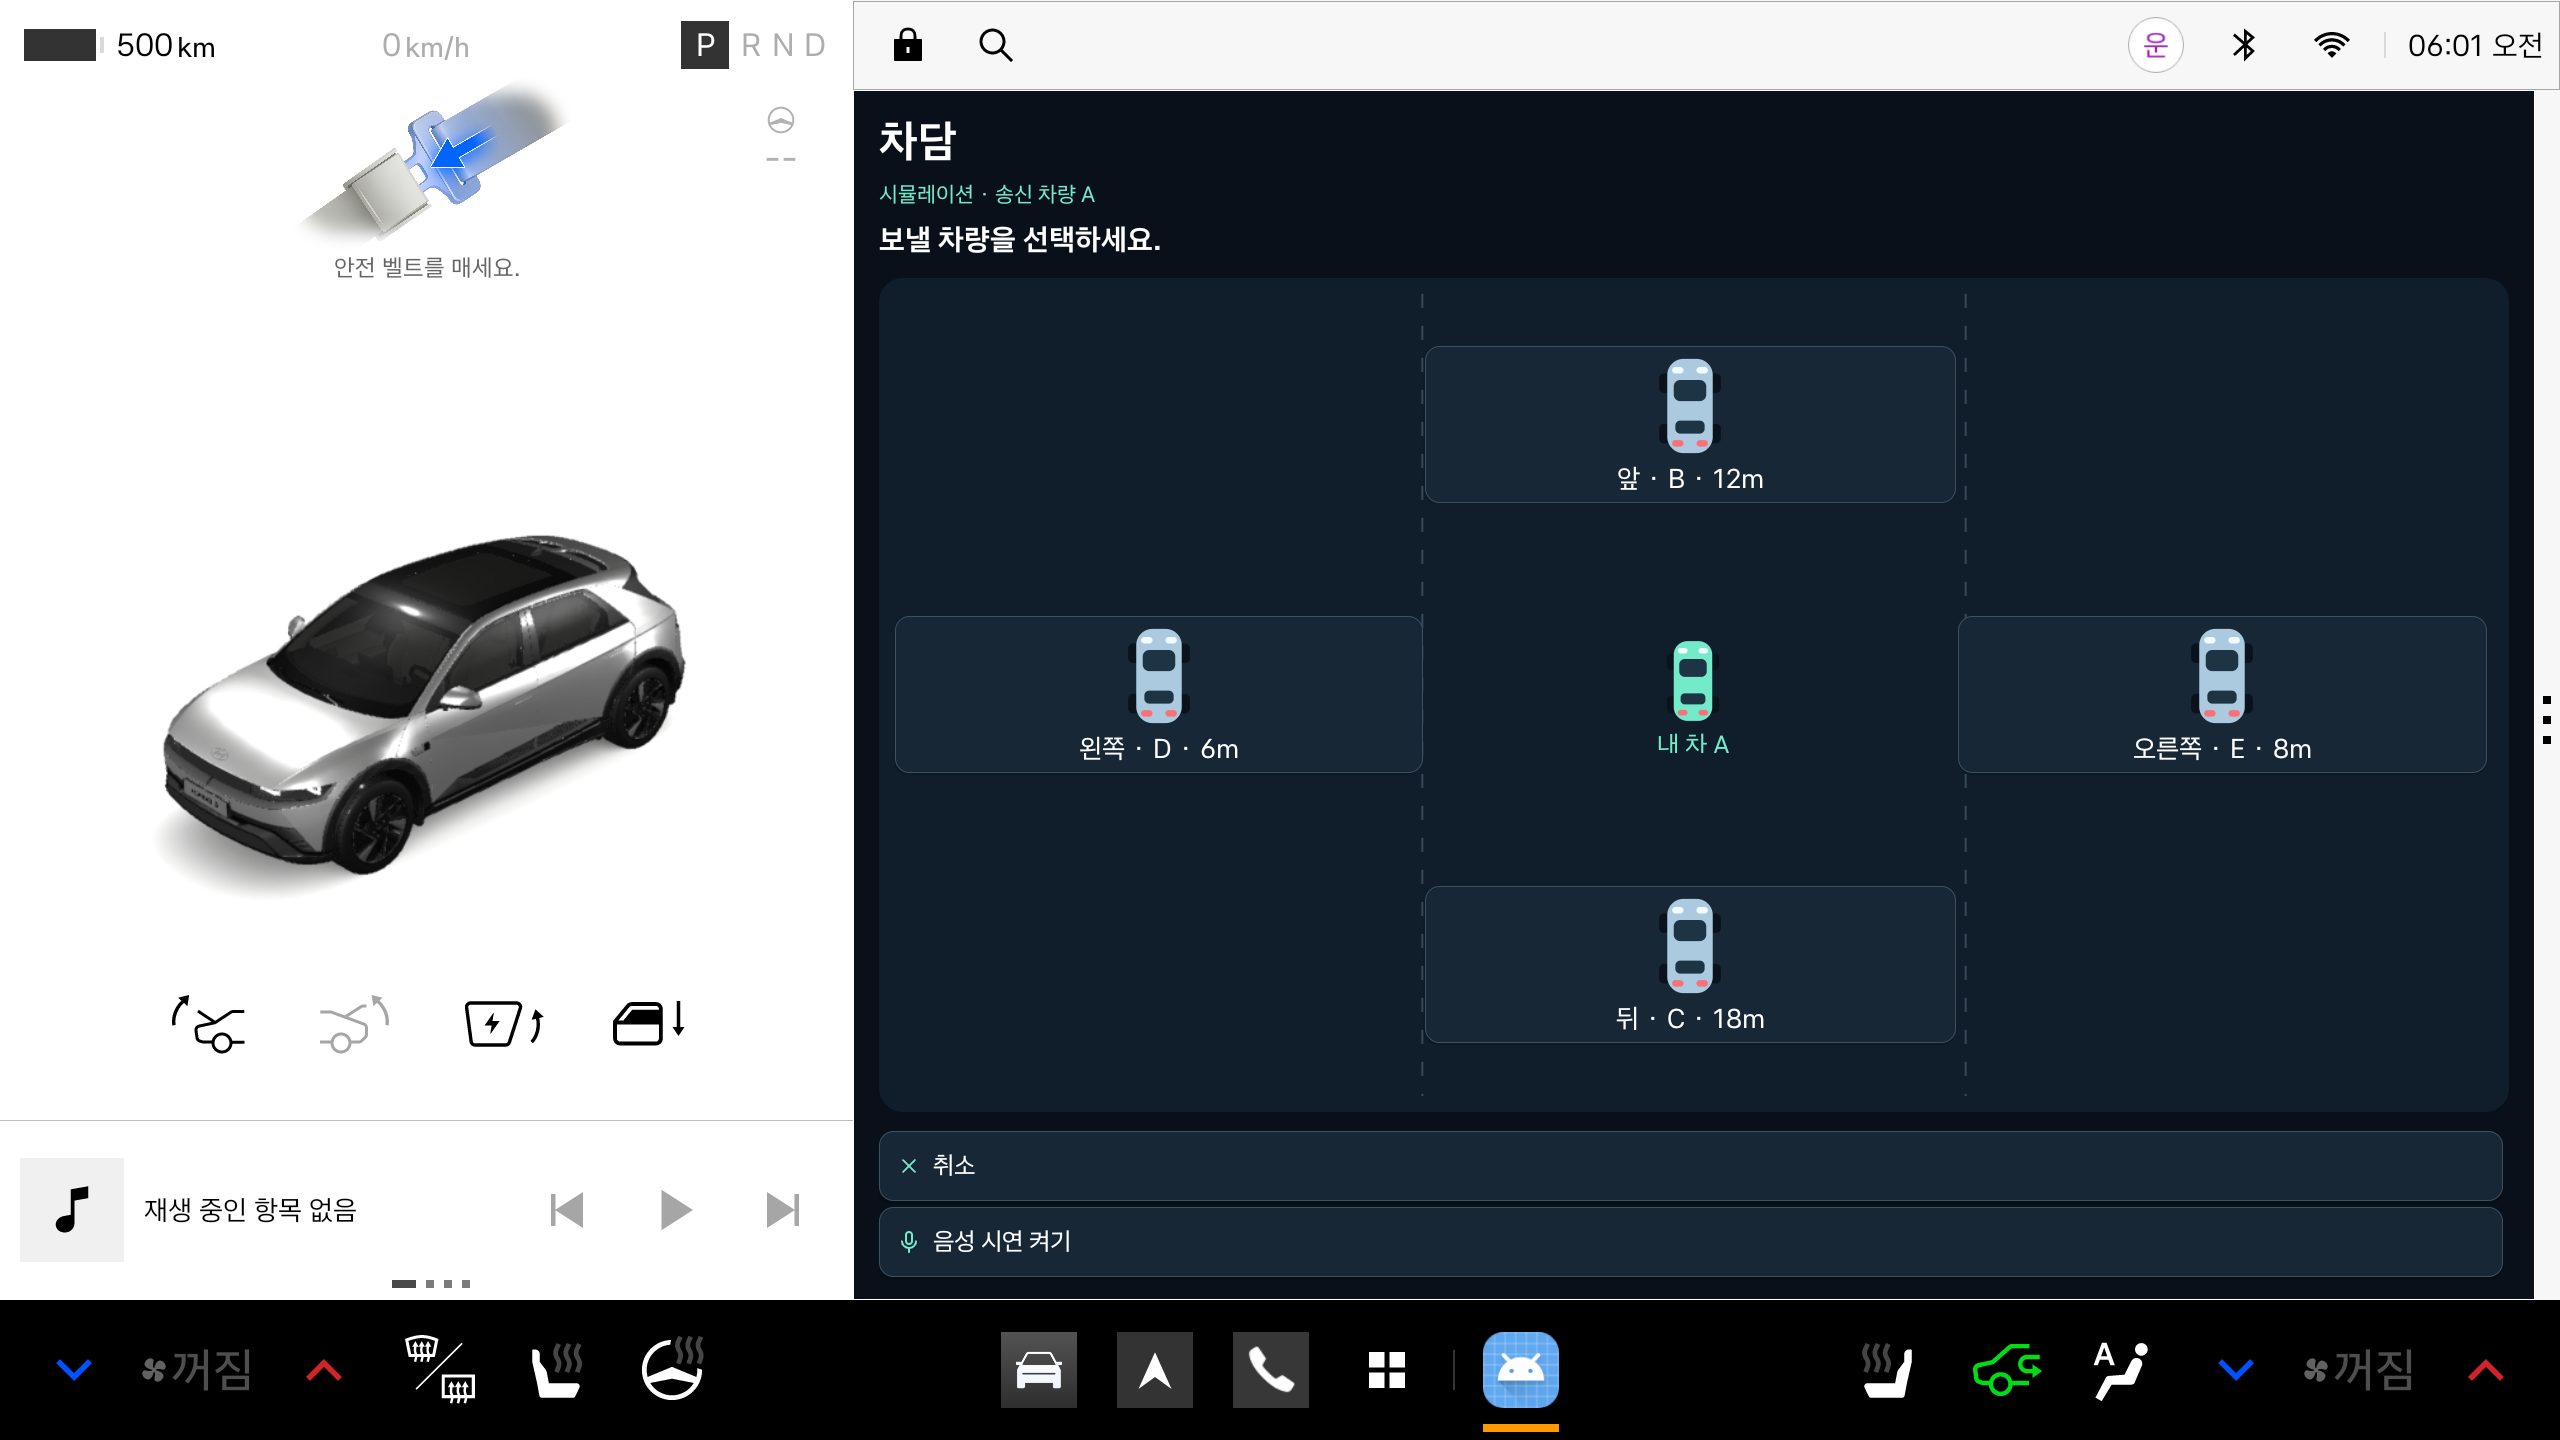 500 km
0 km/h
P R N D
운
06:01 오전
--
안전 벨트를 매세요.
차담
시뮬레이션 · 송신 차량 A
보낼 차량을 선택하세요.
앞 · B · 12m
왼쪽 · D · 6m
내 차 A
오른쪽 · E · 8m
뒤 · C · 18m
취소
음성 시연 켜기
재생 중인 항목 없음
꺼짐
A
꺼짐